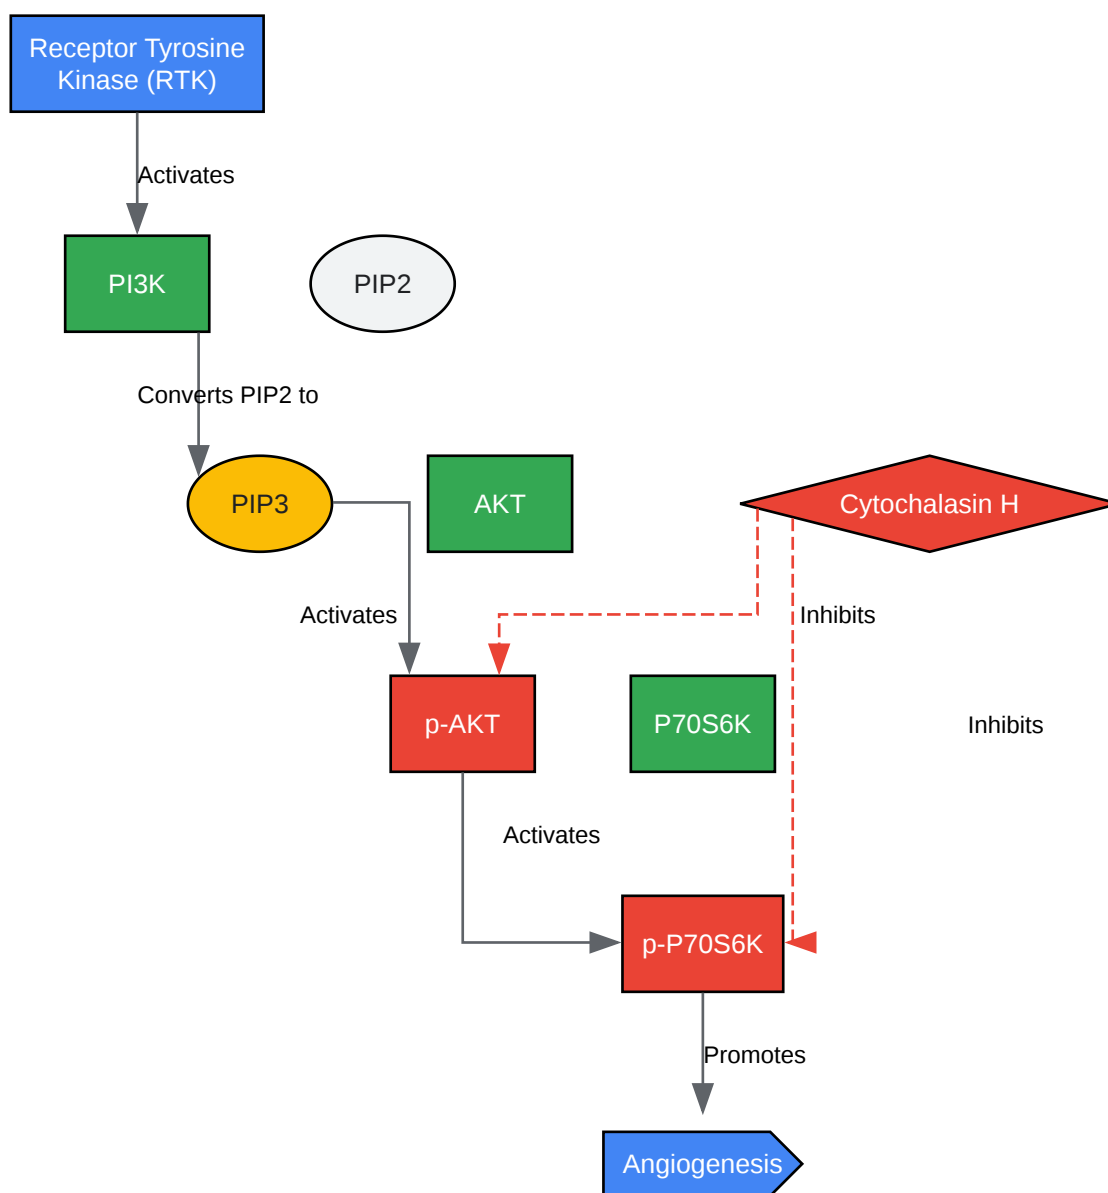 Receptor Tyrosine
Kinase (RTK)
Activates
PI3K
PIP2
Converts PIP2 to
PIP3
AKT
Cytochalasin H
Activates
Inhibits
p-AKT
P70S6K
Inhibits
Activates
p-P70S6K
Promotes
Angiogenesis